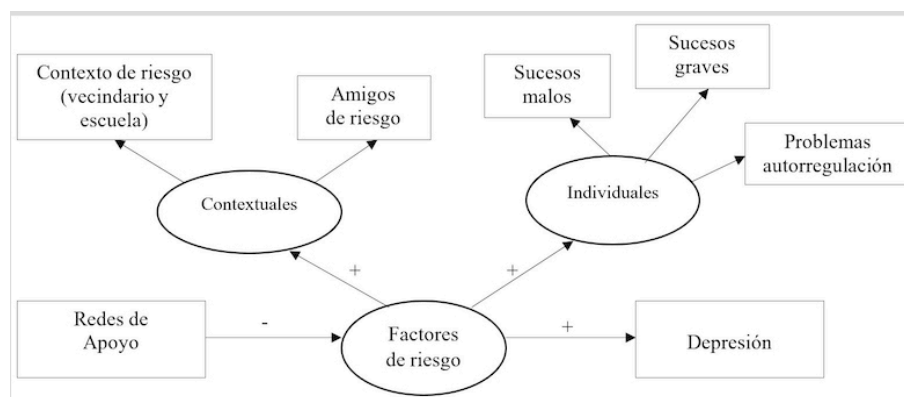 Contexto de riesgo
(vecindario y
escuela)
Amigos
de riesgo
Sucesos
malos
Sucesos
graves
Problemas
autorregulación
Contextuales
Individuales
+
+
Redes de
Apoyo
-
Factores
de riesgo
+
Depresión